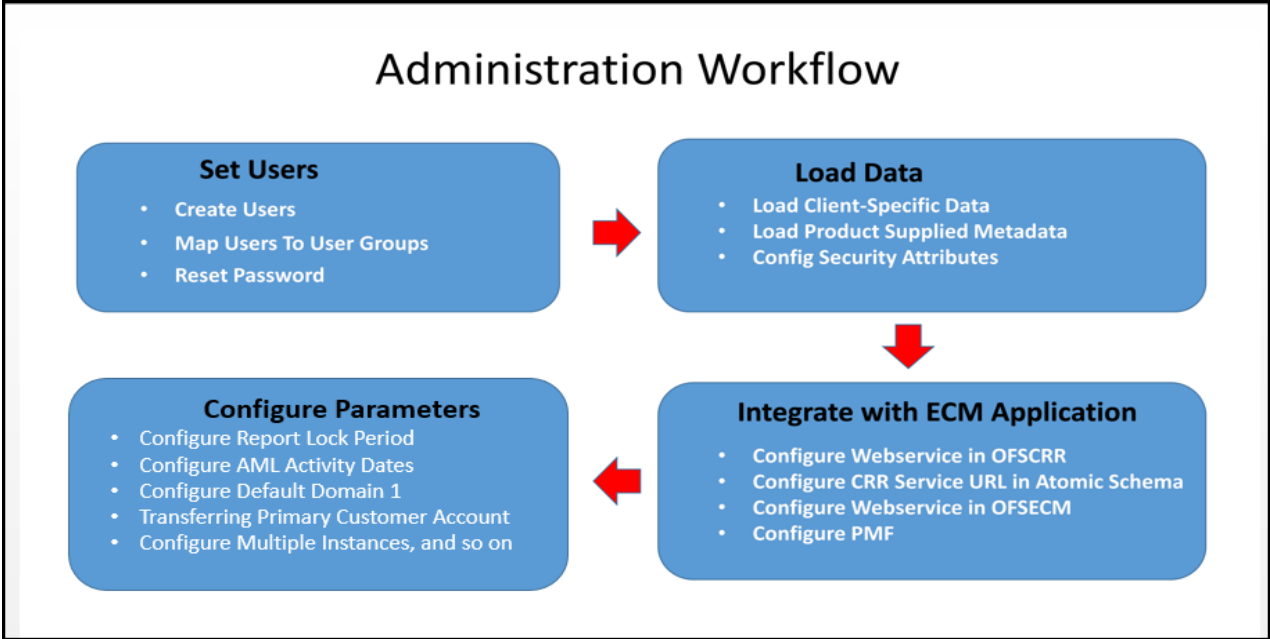 Administration Workflow
Set Users
• Create Users
• Map Users To User Groups
• Reset Password
Load Data
• Load Client-Specific Data
• Load Product Supplied Metadata
• Config Security Attributes
Integrate with ECM Application
• Configure Webservice in OFSCRR
• Configure CRR Service URL in Atomic Schema
• Configure Webservice in OFSECM
• Configure PMF
Configure Parameters
• Configure Report Lock Period
• Configure AML Activity Dates
• Configure Default Domain 1
• Transferring Primary Customer Account
• Configure Multiple Instances, and so on